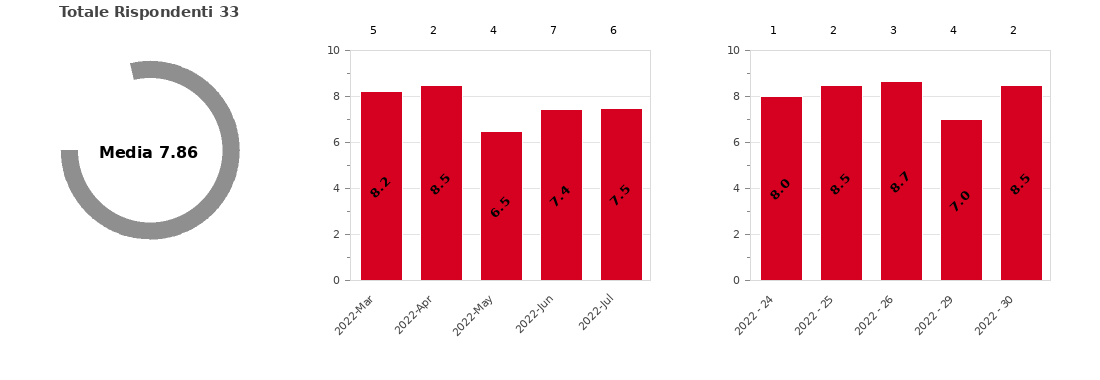 Totale Rispondenti 33
Media 7.86
5 2 4 7 6
10
8
6
4
2
0
8.2 8.5 6.5 7.4 7.5
2022-Mar 2022-Apr 2022-May 2022-Jun 2022-Jul
1 2 3 4 2
10
8
6
4
2
0
8.0 8.5 8.7 7.0 8.5
2022 - 24 2022 - 25 2022 - 26 2022 - 29 2022 - 30